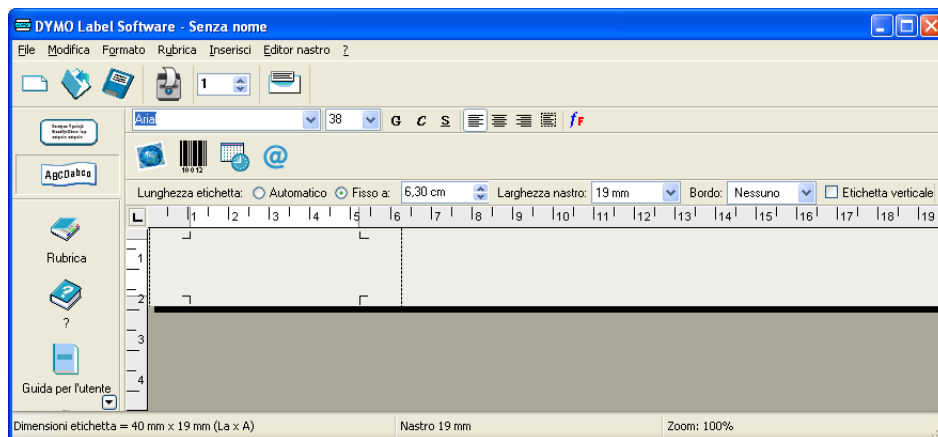 DYMO Label Software - Senza nome
File Modifica Formato Rubrica Inserisci Editor nastro ?
1
Arial 38 G C S fF
AbcDabcD
10012 @
Lunghezza etichetta: Automatico Fisso a: 6,30 cm Larghezza nastro: 19 mm Bordo: Nessuno Etichetta verticale
L 1 2 3 4 5 6 7 8 9 10 11 12 13 14 15 16 17 18 19
Rubrica
1
2
?
3
4
Guida per l'utente
Dimensioni etichetta = 40 mm x 19 mm (La x A) Nastro 19 mm Zoom: 100%